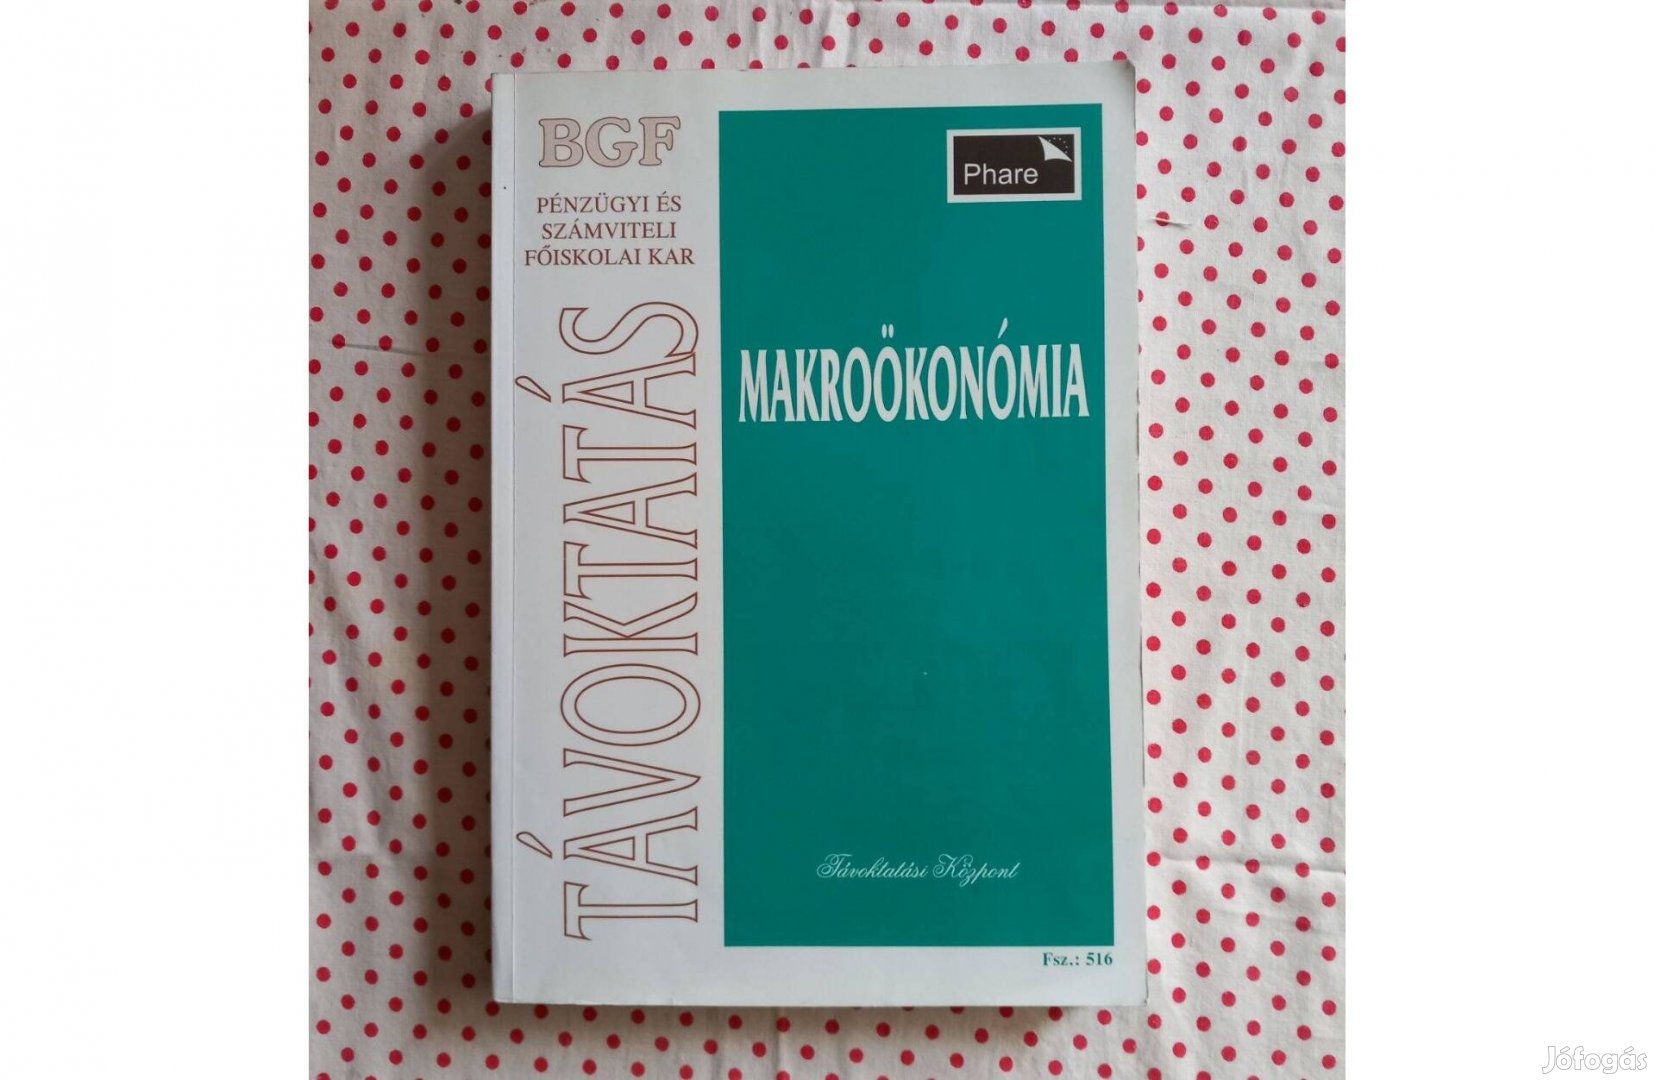 BGF
PÉNZÜGYI ÉS
SZÁMVITELI
FŐISKOLAI KAR
TÁVOKTATÁS
Phare
MAKROÖKONÓMIA
Távoktatási Központ
Fsz.: 516
Jófogás